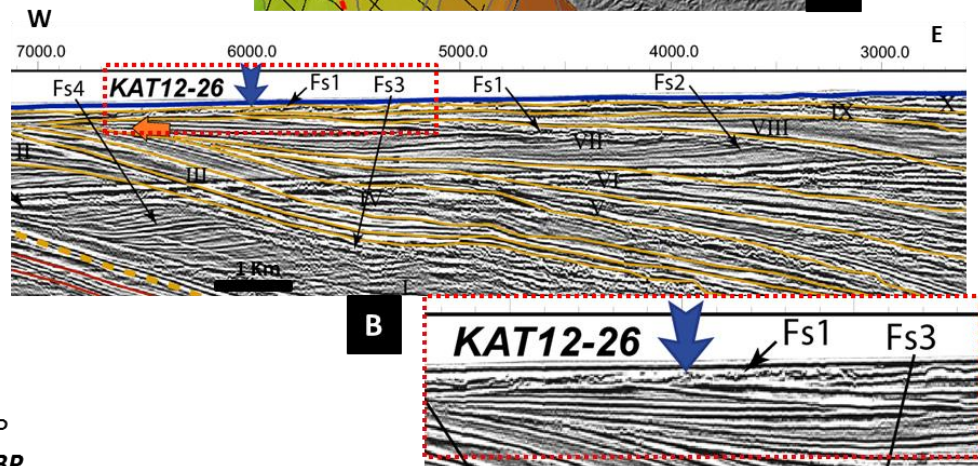 W
E
7000.0 6000.0 5000.0 4000.0 3000.0
KAT12-26
Fs4 Fs1 Fs3 Fs1 Fs2
IX X
VIII
VII
II
III VI
IV V
1 Km
I
B
KAT12-26 Fs1 Fs3